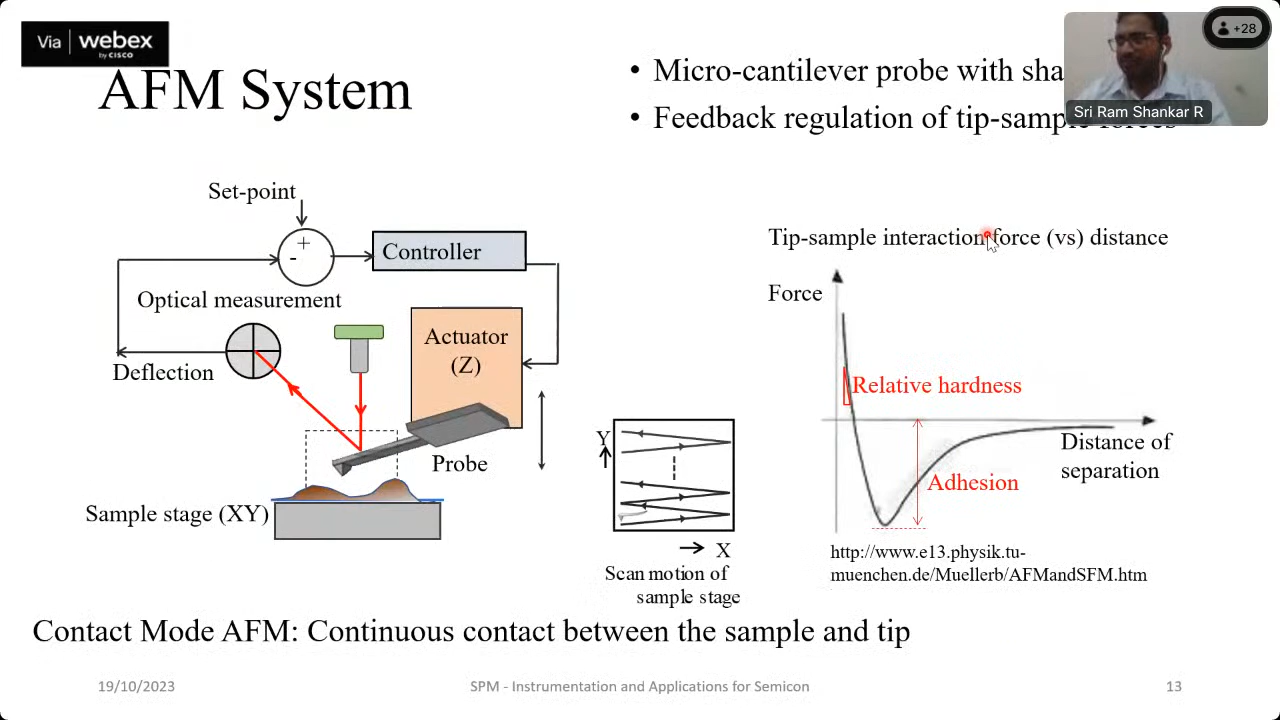 Via webex
by CISCO
+28
Sri Ram Shankar R
AFM System
• Micro-cantilever probe with
• Feedback regulation of tip-sample forces
Set-point
+
-
Controller
Optical measurement
Actuator
(Z)
Deflection
Probe
Sample stage (XY)
Y
X
Scan motion of
sample stage
Tip-sample interaction force (vs) distance
Force
Relative hardness
Distance of
separation
Adhesion
http://www.e13.physik.tu-
muenchen.de/Muellerb/AFMandSFM.htm
Contact Mode AFM: Continuous contact between the sample and tip
19/10/2023
SPM - Instrumentation and Applications for Semicon
13